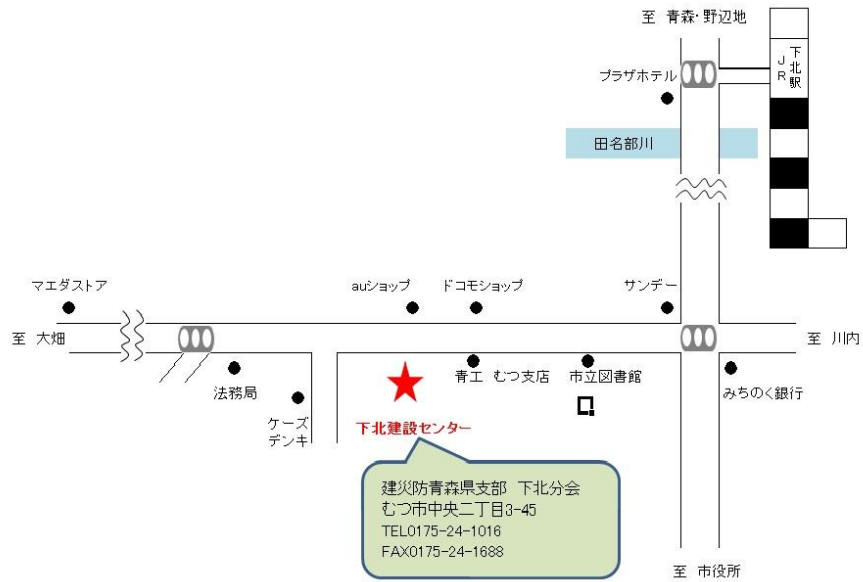 至 青森・野辺地
プラザホテル
JR
下北駅
田名部川
マエダストア
auショップ
ドコモショップ
サンデー
至 大畑
至 川内
法務局
青工 むつ支店
市立図書館
みちのく銀行
ケーズ
デンキ
下北建設センター
建災防青森県支部 下北分会
むつ市中央二丁目3-45
TEL0175-24-1016
FAX0175-24-1688
至 市役所